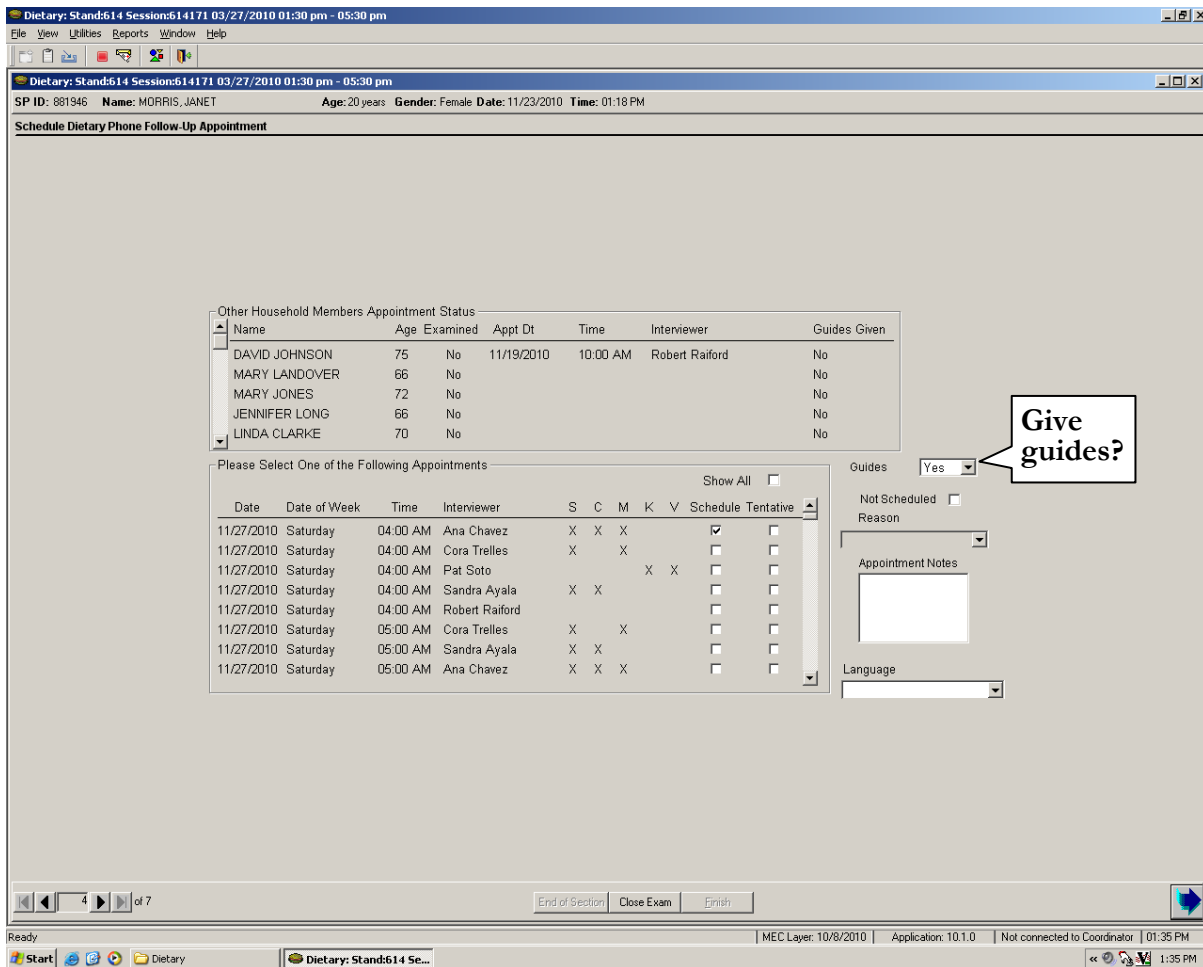 Dietary: Stand:614 Session:614171 03/27/2010 01:30 pm - 05:30 pm
File View Utilities Reports Window Help
Dietary: Stand:614 Session:614171 03/27/2010 01:30 pm - 05:30 pm
SP ID: 881946 Name: MORRIS, JANET Age: 20 years Gender: Female Date: 11/23/2010 Time: 01:18 PM
Schedule Dietary Phone Follow-Up Appointment
Other Household Members Appointment Status
Name Age Examined Appt Dt Time Interviewer Guides Given
DAVID JOHNSON 75 No 11/19/2010 10:00 AM Robert Raiford No
MARY LANDOVER 66 No No
MARY JONES 72 No No
JENNIFER LONG 66 No No
LINDA CLARKE 70 No No
Give
guides?
Please Select One of the Following Appointments
Guides Yes
Show All
Not Scheduled
Reason
Date Date of Week Time Interviewer S C M K V Schedule Tentative
11/27/2010 Saturday 04:00 AM Ana Chavez X X X
11/27/2010 Saturday 04:00 AM Cora Trelles X X
11/27/2010 Saturday 04:00 AM Pat Soto X X
11/27/2010 Saturday 04:00 AM Sandra Ayala X X
11/27/2010 Saturday 04:00 AM Robert Raiford
11/27/2010 Saturday 05:00 AM Cora Trelles X X
11/27/2010 Saturday 05:00 AM Sandra Ayala X X
11/27/2010 Saturday 05:00 AM Ana Chavez X X X
Appointment Notes
Language
4 of 7
End of Section Close Exam Finish
Ready MEC Layer: 10/8/2010 Application: 10.1.0 Not connected to Coordinator 01:35 PM
Start Dietary Dietary: Stand:614 Se... 1:35 PM